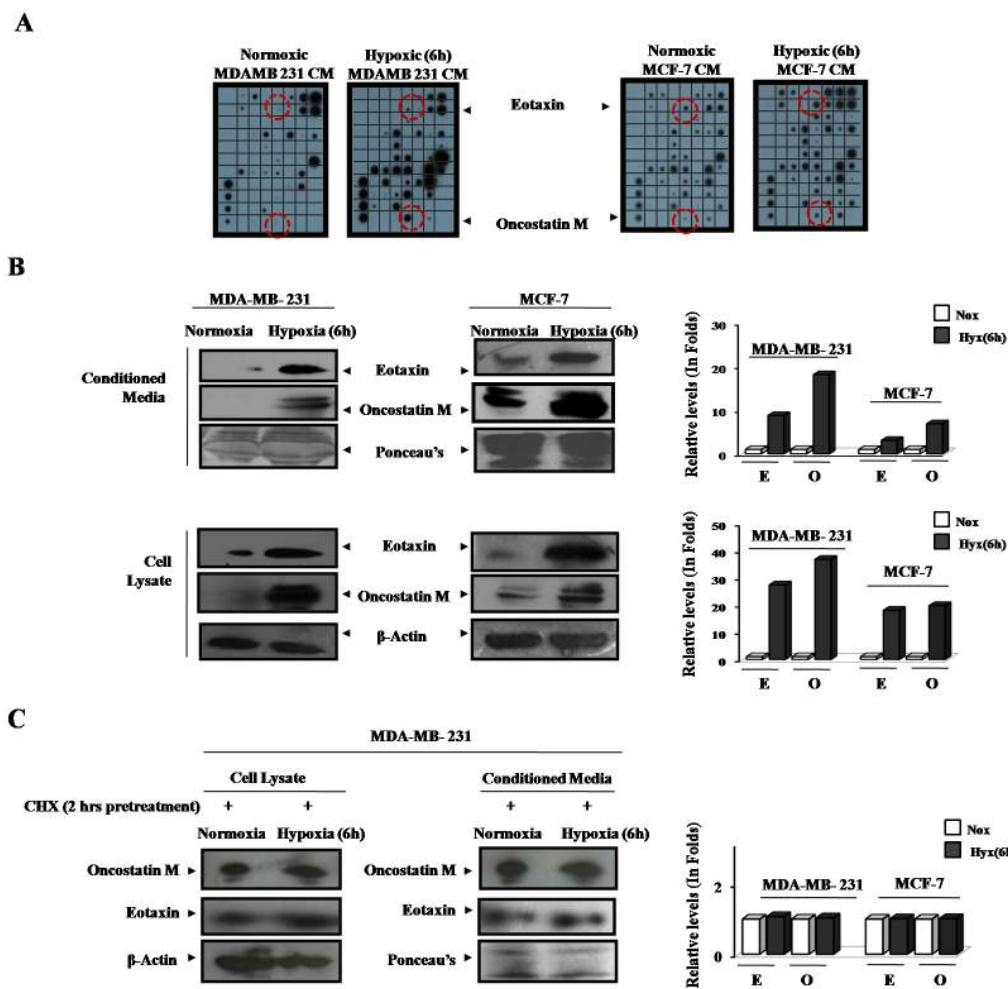 A
Normoxic
MDAMB 231 CM
Hypoxic (6h)
MDAMB 231 CM
Normoxic
MCF-7 CM
Hypoxic (6h)
MCF-7 CM
Eotaxin
Oncostatin M
B
MDA-MB- 231
MCF-7
Normoxia Hypoxia (6h)
Normoxia Hypoxia (6h)
Conditioned
Media
Eotaxin
Oncostatin M
Ponceau's
Relative levels (In Folds)
30
20
10
0
MDA-MB- 231
MCF-7
Nox
Hyx(6h)
E O E O
Cell
Lysate
Eotaxin
Oncostatin M
β-Actin
Relative levels (In Folds)
50
40
30
20
10
0
MDA-MB- 231
MCF-7
Nox
Hyx(6h)
E O E O
C
MDA-MB- 231
Cell Lysate
Conditioned Media
CHX (2 hrs pretreatment) + + + +
Normoxia Hypoxia (6h)
Normoxia Hypoxia (6h)
Oncostatin M
Eotaxin
β-Actin
Oncostatin M
Eotaxin
Ponceau's
Relative levels (In Folds)
2
0
MDA-MB- 231
MCF-7
Nox
Hyx(6h
E O E O